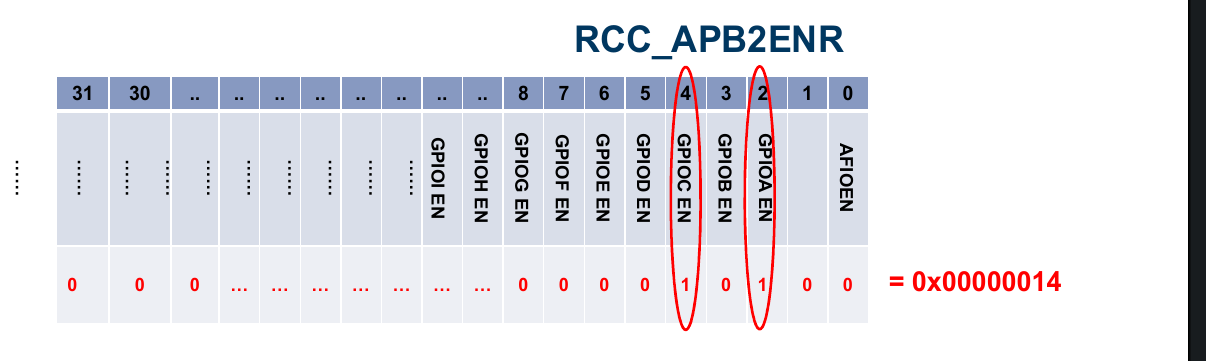 RCC_APB2ENR
31 30 .. .. .. .. .. .. .. .. 8 7 6 5 4 3 2 1 0
...... ...... ...... ...... ...... ...... ...... ...... ...... ...... GPIOI EN GPIOH EN GPIOG EN GPIOF EN GPIOE EN GPIOD EN GPIOC EN GPIOB EN GPIOA EN AFIOEN
0 0 0 ... ... ... ... ... ... ... 0 0 0 0 1 0 1 0 0 = 0x00000014